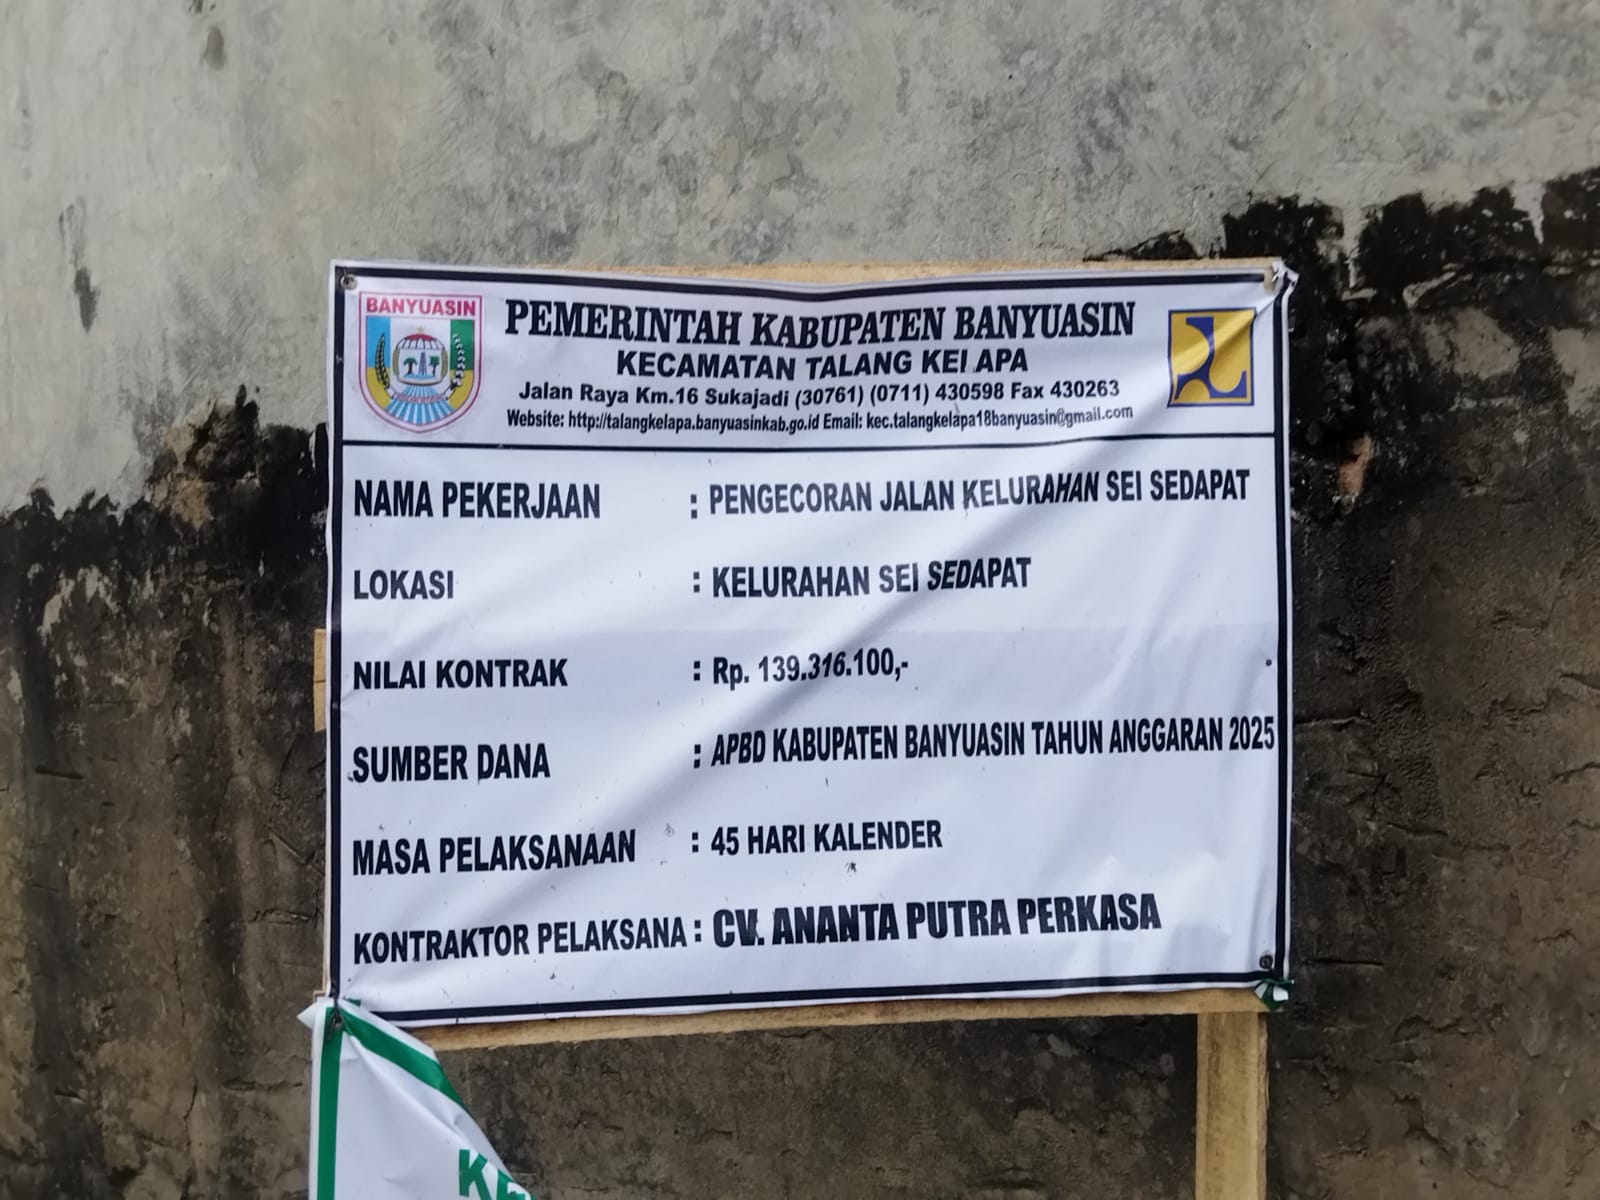 BANYUASIN
PEMERINTAH KABUPATEN BANYUASIN
KECAMATAN TALANG KELAPA
Jalan Raya Km.16 Sukajadi (30761) (0711) 430598 Fax 430263
Website: http://talangkelapa.banyuasinkab.go.id Email: kec.talangkelapa18banyuasin@gmail.com
NAMA PEKERJAAN : PENGECORAN JALAN KELURAHAN SEI SEDAPAT
LOKASI : KELURAHAN SEI SEDAPAT
NILAI KONTRAK : Rp. 139.316.100,-
SUMBER DANA : APBD KABUPATEN BANYUASIN TAHUN ANGGARAN 2025
MASA PELAKSANAAN : 45 HARI KALENDER
KONTRAKTOR PELAKSANA : CV. ANANTA PUTRA PERKASA